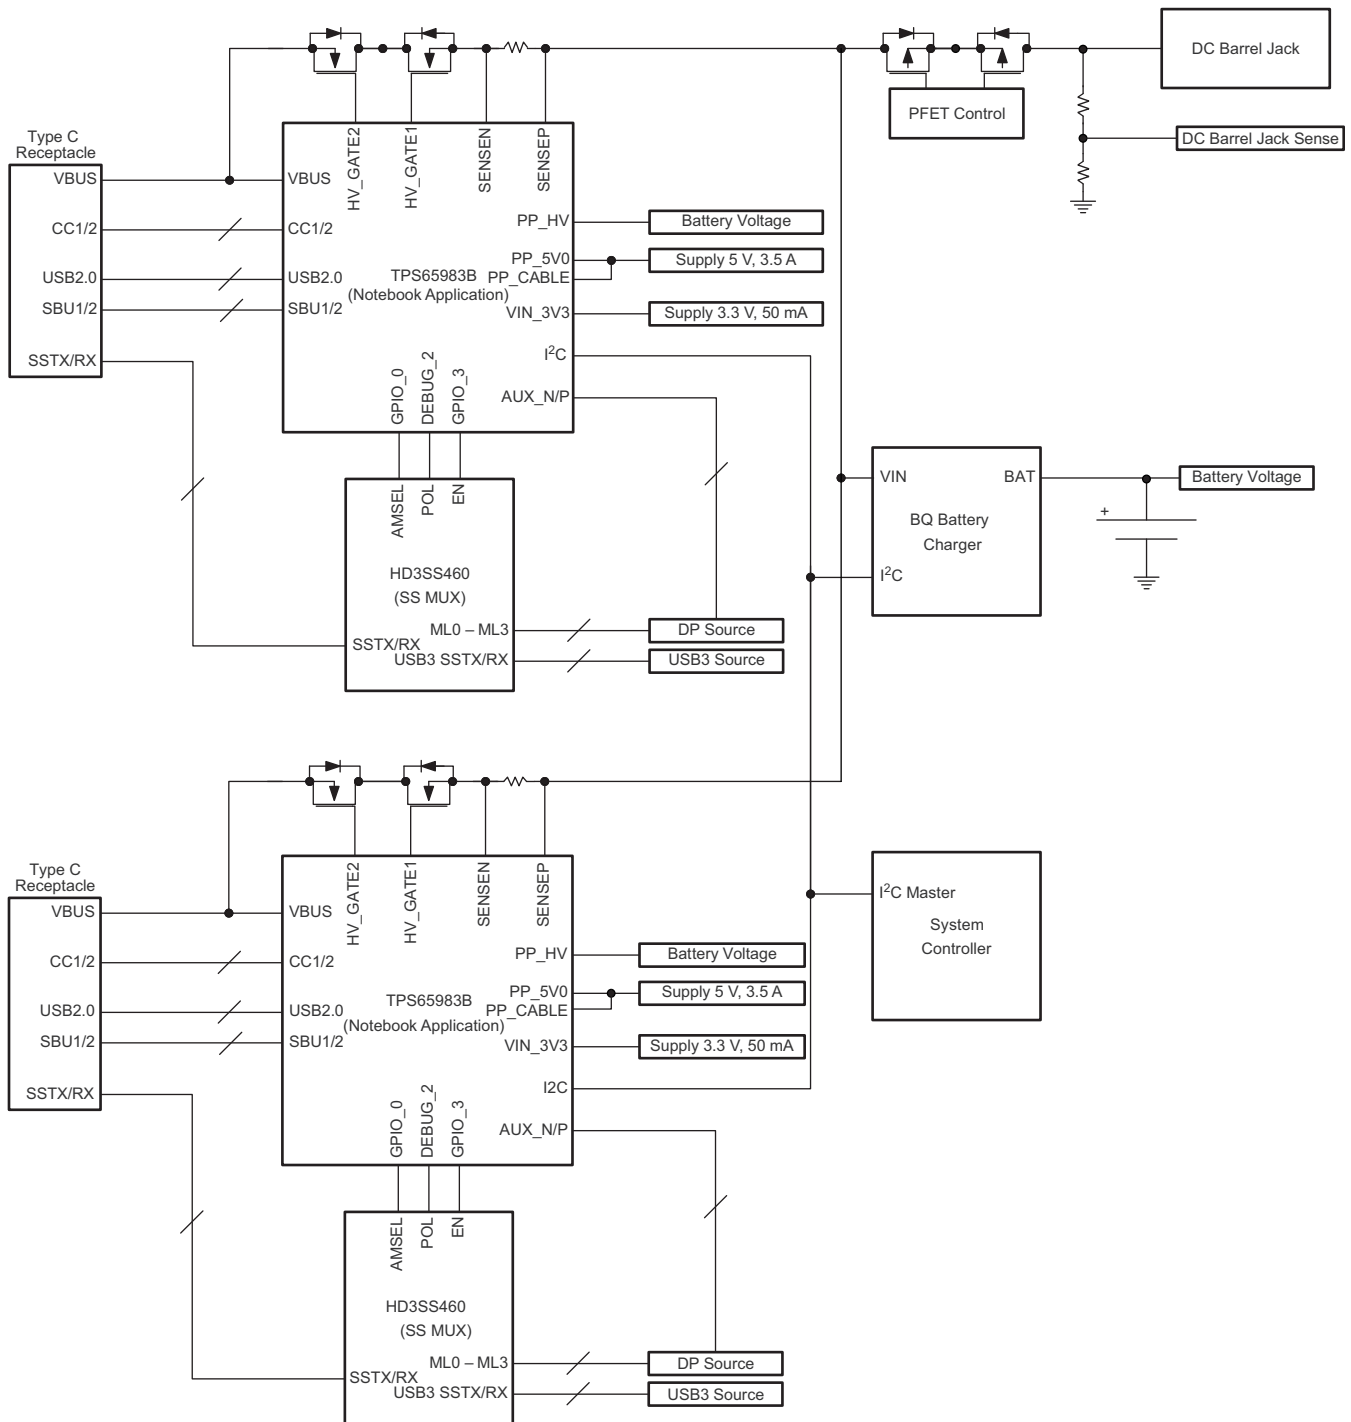 DC Barrel Jack
PFET Control
DC Barrel Jack Sense
Type C
Receptacle
VBUS
CC1/2
USB2.0
SBU1/2
SSTX/RX
VBUS
CC1/2
USB2.0
SBU1/2
HV_GATE2
HV_GATE1
SENSEN
SENSEP
TPS65983B
(Notebook Application)
PP_HV
PP_5V0
PP_CABLE
VIN_3V3
I²C
AUX_N/P
GPIO_0
DEBUG_2
GPIO_3
Battery Voltage
Supply 5 V, 3.5 A
Supply 3.3 V, 50 mA
AMSEL
POL
EN
HD3SS460
(SS MUX)
ML0 – ML3
SSTX/RX
USB3 SSTX/RX
DP Source
USB3 Source
VIN
BAT
BQ Battery
Charger
I²C
Battery Voltage
+
Type C
Receptacle
VBUS
CC1/2
USB2.0
SBU1/2
SSTX/RX
VBUS
CC1/2
USB2.0
SBU1/2
HV_GATE2
HV_GATE1
SENSEN
SENSEP
TPS65983B
(Notebook Application)
PP_HV
PP_5V0
PP_CABLE
VIN_3V3
I2C
AUX_N/P
GPIO_0
DEBUG_2
GPIO_3
Battery Voltage
Supply 5 V, 3.5 A
Supply 3.3 V, 50 mA
I²C Master
System
Controller
AMSEL
POL
EN
HD3SS460
(SS MUX)
ML0 – ML3
SSTX/RX
USB3 SSTX/RX
DP Source
USB3 Source